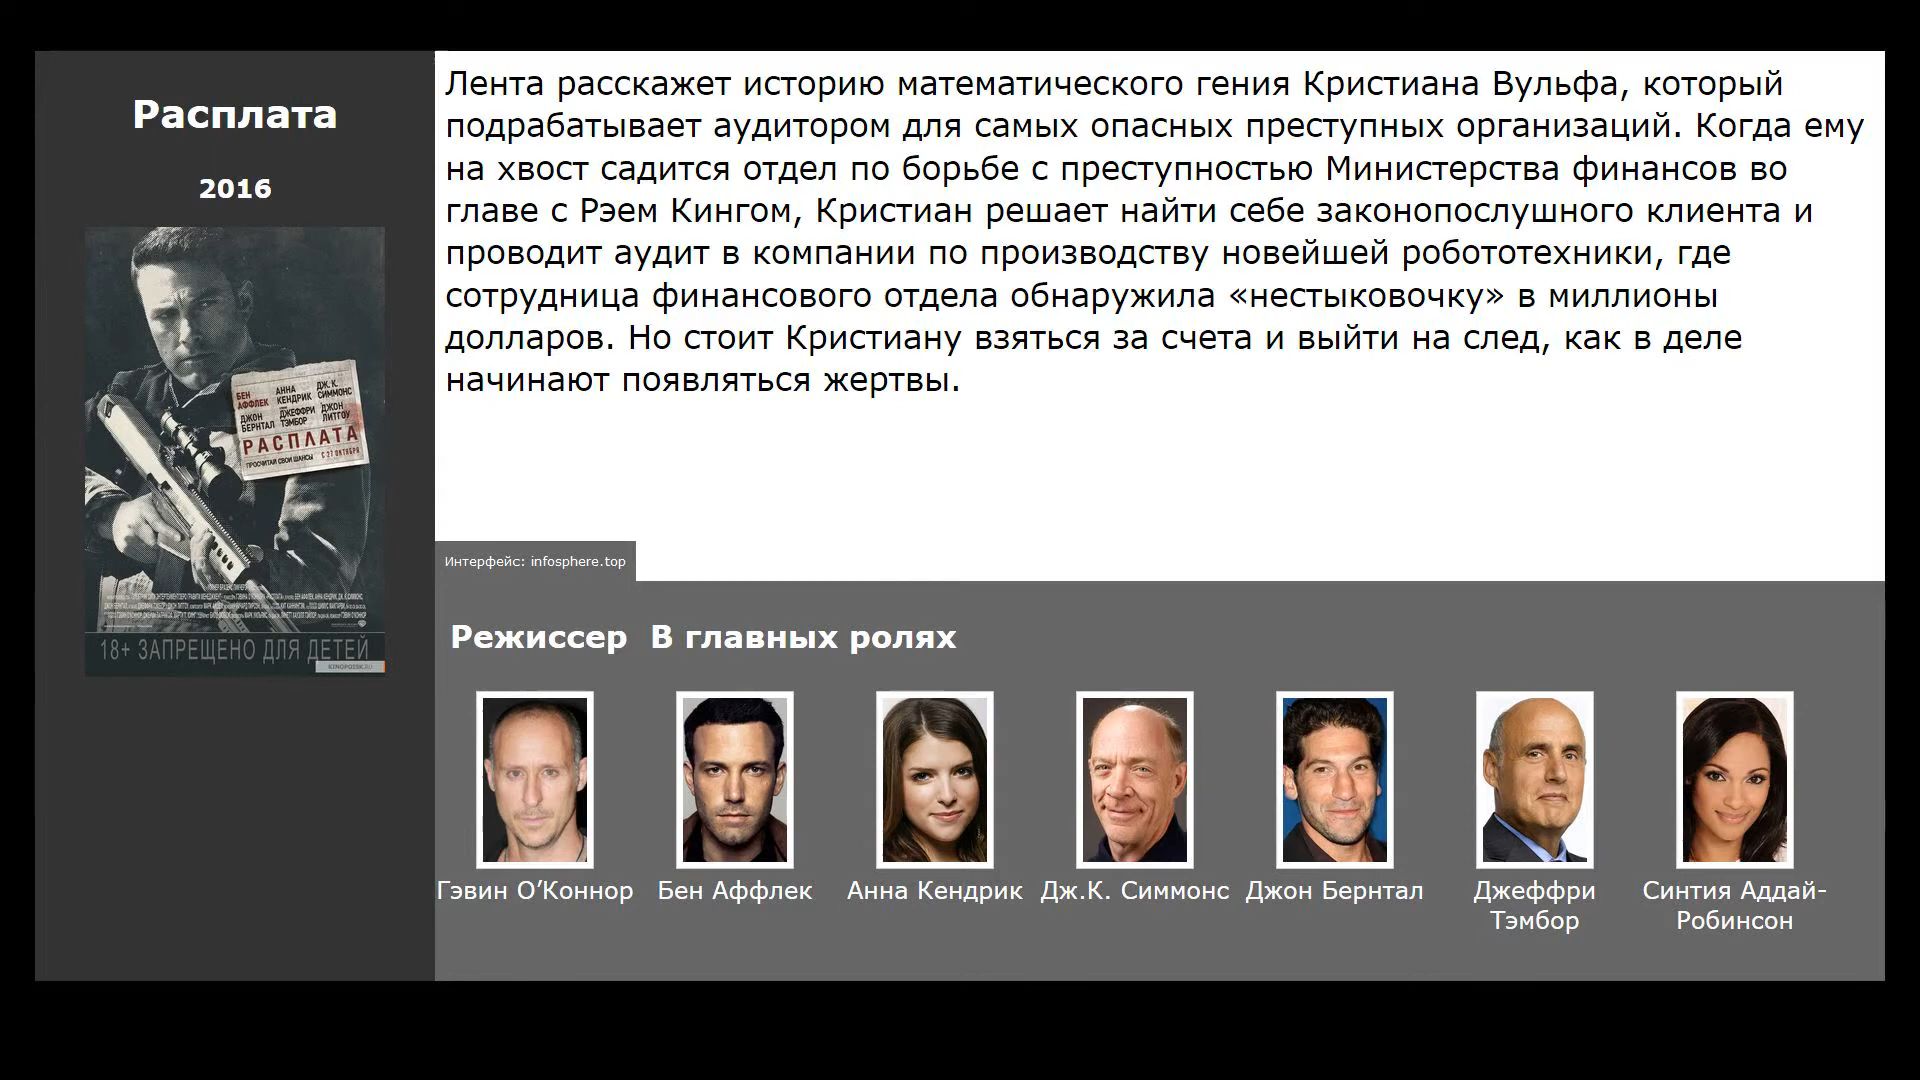 Расплата
2016
БЕН АФФЛЕК
АННА КЕНДРИК
ДЖ. К. СИММОНС
ДЖОН БЕРНТАЛ
ДЖЕФФРИ ТЭМБОР
ДЖОН ЛИТГОУ
РАСПЛАТА
ПРОСЧИТАЙ СВОИ ШАНСЫ
С 27 ОКТЯБРЯ
18+ ЗАПРЕЩЕНО ДЛЯ ДЕТЕЙ
Лента расскажет историю математического гения Кристиана Вульфа, который
подрабатывает аудитором для самых опасных преступных организаций. Когда ему
на хвост садится отдел по борьбе с преступностью Министерства финансов во
главе с Рэем Кингом, Кристиан решает найти себе законопослушного клиента и
проводит аудит в компании по производству новейшей робототехники, где
сотрудница финансового отдела обнаружила «нестыковочку» в миллионы
долларов. Но стоит Кристиану взяться за счета и выйти на след, как в деле
начинают появляться жертвы.
Интерфейс: infosphere.top
Режиссер В главных ролях
Гэвин О’Коннор
Бен Аффлек
Анна Кендрик
Дж.К. Симмонс
Джон Бернтал
Джеффри
Тэмбор
Синтия Аддай-
Робинсон